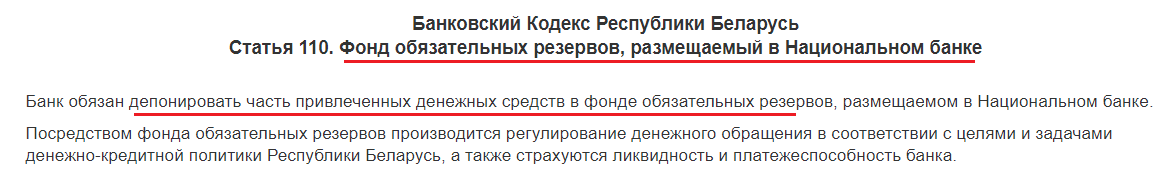 Банковский Кодекс Республики Беларусь
Статья 110. Фонд обязательных резервов, размещаемый в Национальном банке
Банк обязан депонировать часть привлеченных денежных средств в фонде обязательных резервов, размещаемом в Национальном банке.
Посредством фонда обязательных резервов производится регулирование денежного обращения в соответствии с целями и задачами
денежно-кредитной политики Республики Беларусь, а также страхуются ликвидность и платежеспособность банка.